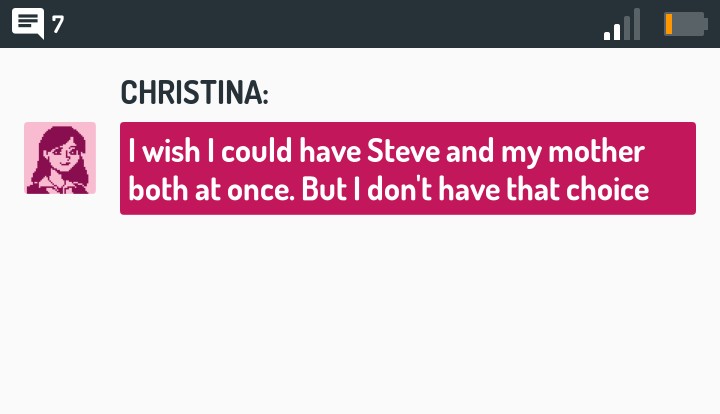 7
CHRISTINA:
I wish I could have Steve and my mother
both at once. But I don't have that choice